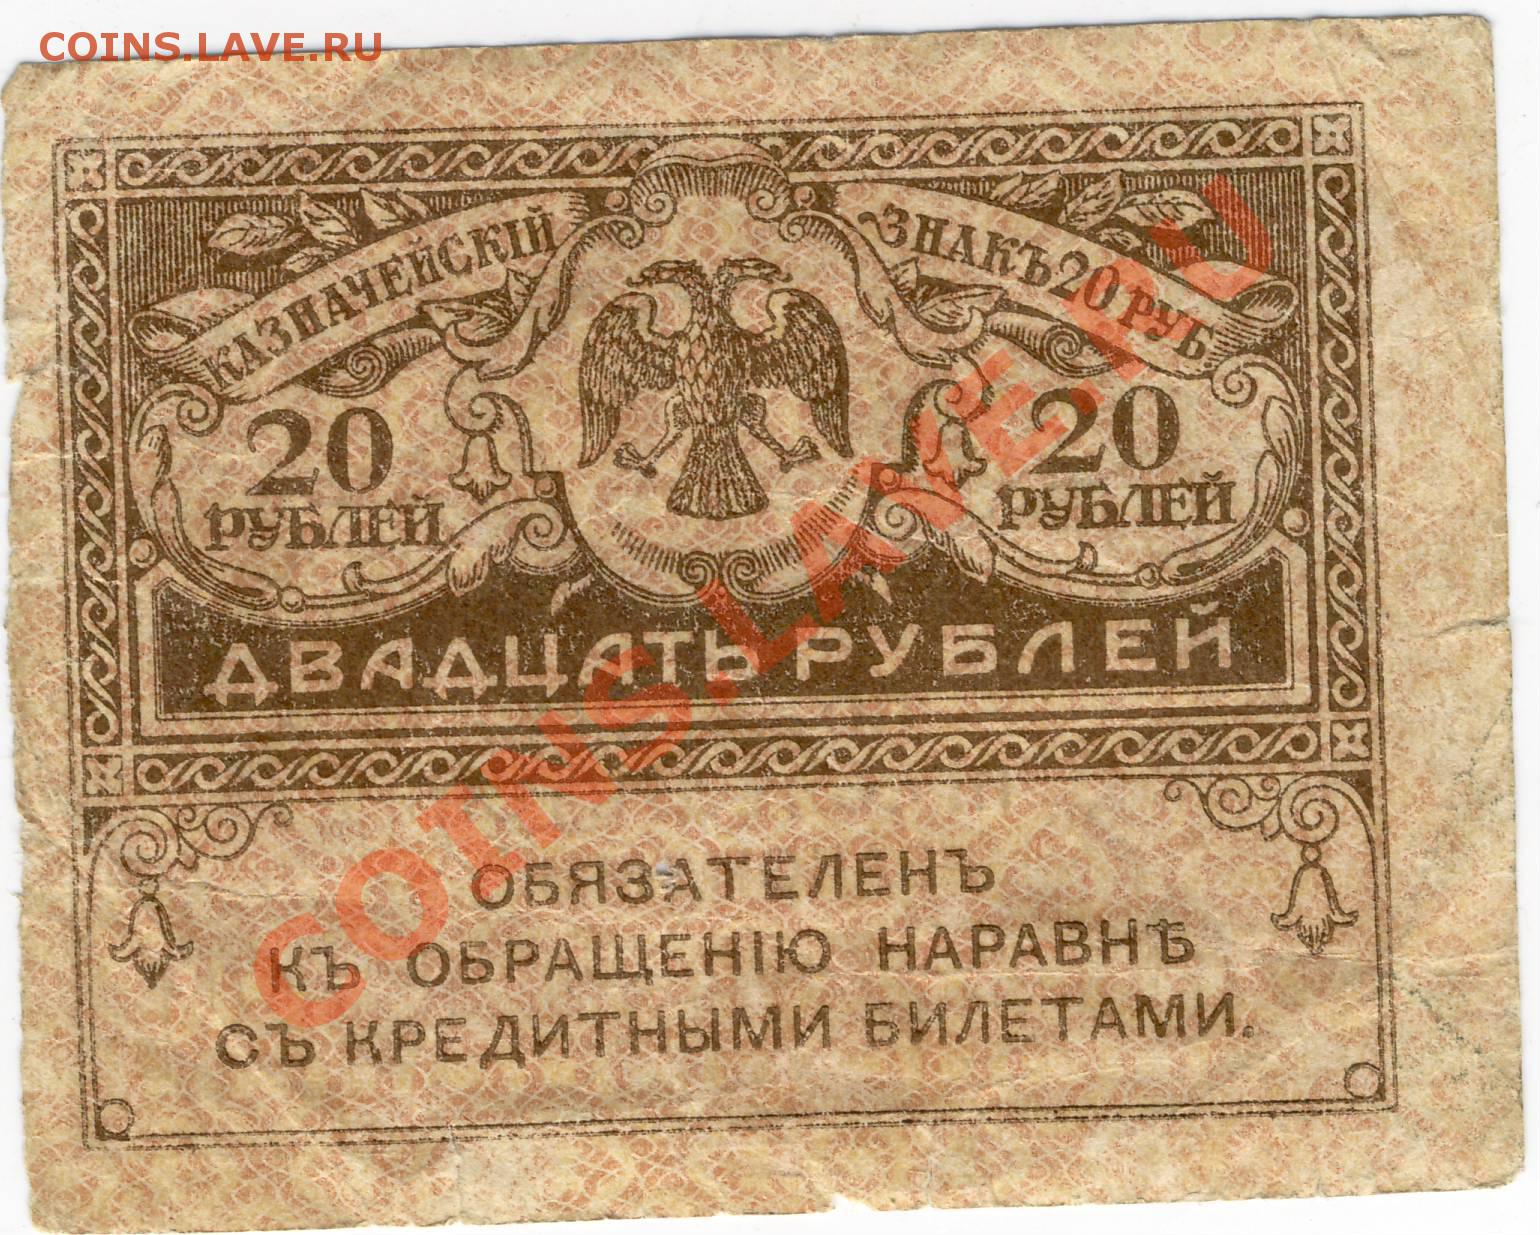 COINS.LAVE.RU
КАЗНАЧЕЙСКІЙ
ЗНАКЪ 20 РУБ
20
РУБЛЕЙ
20
РУБЛЕЙ
ДВАДЦАТЬ РУБЛЕЙ
ОБЯЗАТЕЛЕНЪ
КЪ ОБРАЩЕНІЮ НАРАВНѢ
СЪ КРЕДИТНЫМИ БИЛЕТАМИ.
COINS.LAVE.RU